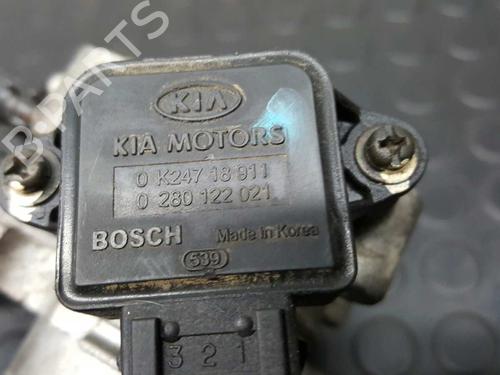 KIA
KIA MOTORS
0 K247 18 911
0 280 122 021
BOSCH Made in Korea
539
3 2 1
B PARTS